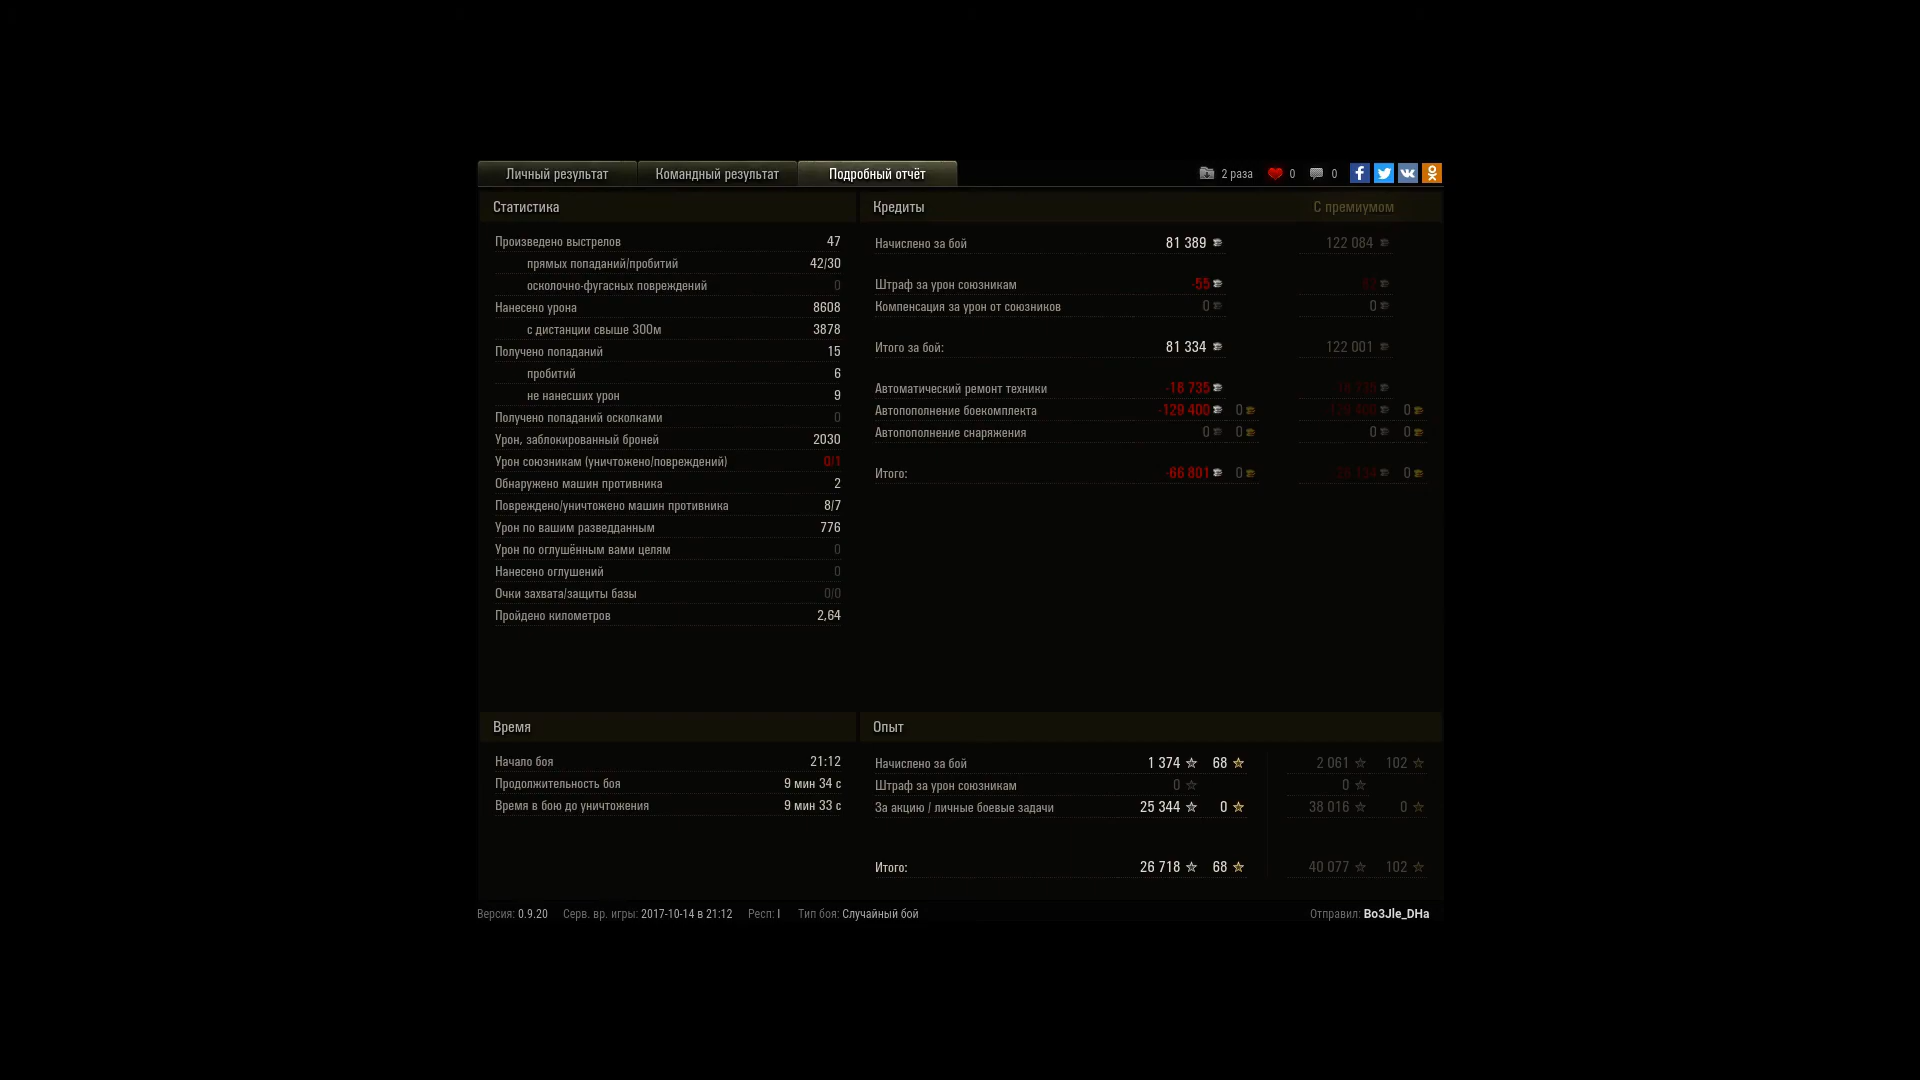 Личный результат Командный результат Подробный отчёт 2 раза 0 0
Статистика
Произведено выстрелов 47
прямых попаданий/пробитий 42/30
осколочно-фугасных повреждений 0
Нанесено урона 8608
с дистанции свыше 300м 3878
Получено попаданий 15
пробитий 6
не нанесших урон 9
Получено попаданий осколками 0
Урон, заблокированный броней 2030
Урон союзникам (уничтожено/повреждений) 0/1
Обнаружено машин противника 2
Повреждено/уничтожено машин противника 8/7
Урон по вашим разведданным 776
Урон по оглушённым вами целям 0
Нанесено оглушений 0
Очки захвата/защиты базы 0/0
Пройдено километров 2,64
Кредиты С премиумом
Начислено за бой 81 389 122 084
Штраф за урон союзникам -55
Компенсация за урон от союзников 0 0
Итого за бой: 81 334 122 001
Автоматический ремонт техники -18 735 -18 735
Автопополнение боекомплекта -129 400 0 -129 400 0
Автопополнение снаряжения 0 0 0 0
Итого: -66 801 0 -26 134 0
Время
Начало боя 21:12
Продолжительность боя 9 мин 34 с
Время в бою до уничтожения 9 мин 33 с
Опыт
Начислено за бой 1 374 68 2 061 102
Штраф за урон союзникам 0 0
За акцию / личные боевые задачи 25 344 0 38 016 0
Итого: 26 718 68 40 077 102
Версия: 0.9.20 Серв. вр. игры: 2017-10-14 в 21:12 Респ: I Тип боя: Случайный бой Отправил: Bo3Jle_DHa